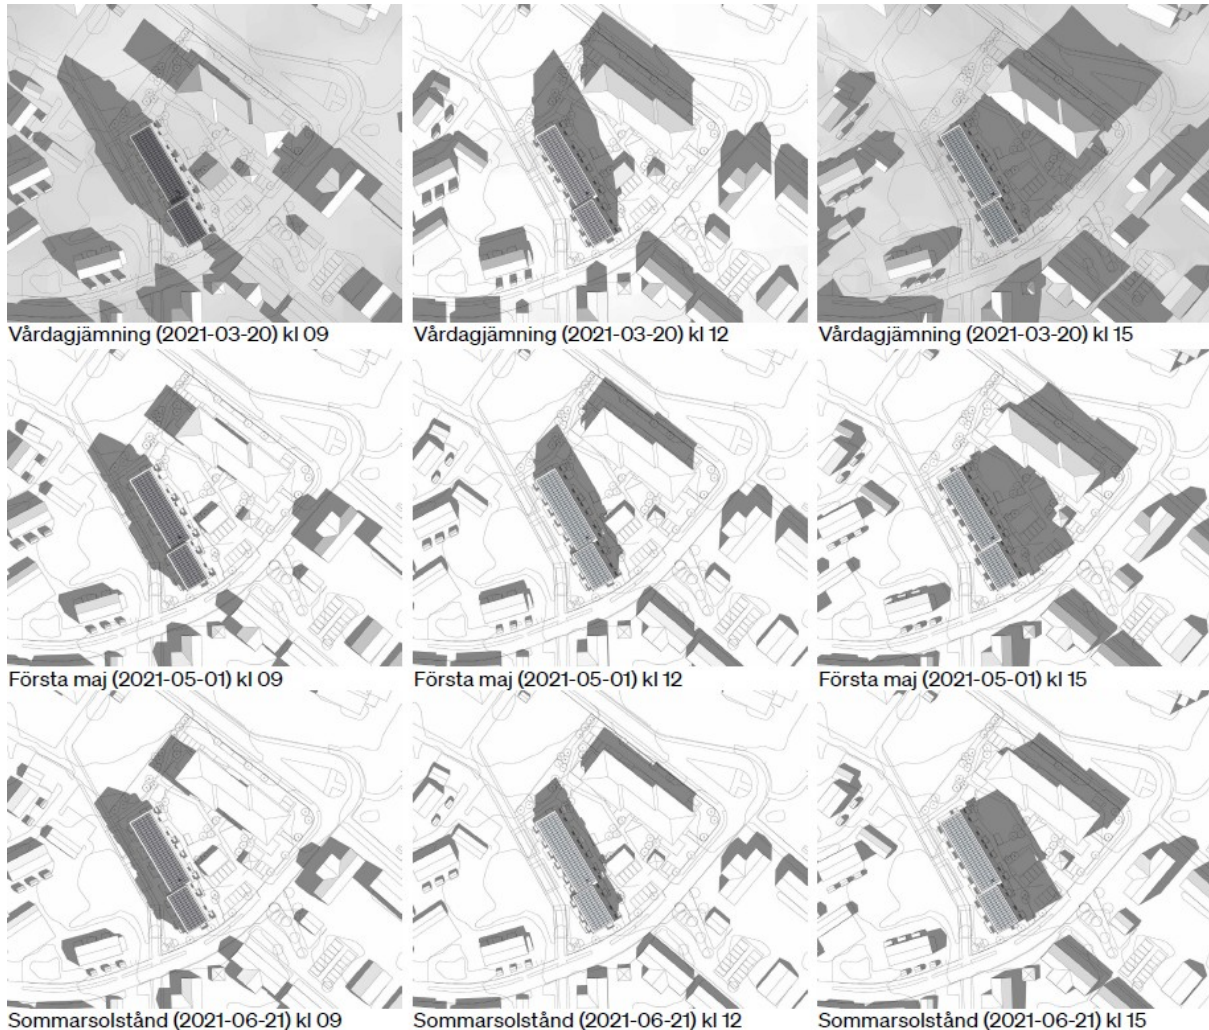 Vårdagjämning (2021-03-20) kl 09
Vårdagjämning (2021-03-20) kl 12
Vårdagjämning (2021-03-20) kl 15
Första maj (2021-05-01) kl 09
Första maj (2021-05-01) kl 12
Första maj (2021-05-01) kl 15
Sommarsolstånd (2021-06-21) kl 09
Sommarsolstånd (2021-06-21) kl 12
Sommarsolstånd (2021-06-21) kl 15